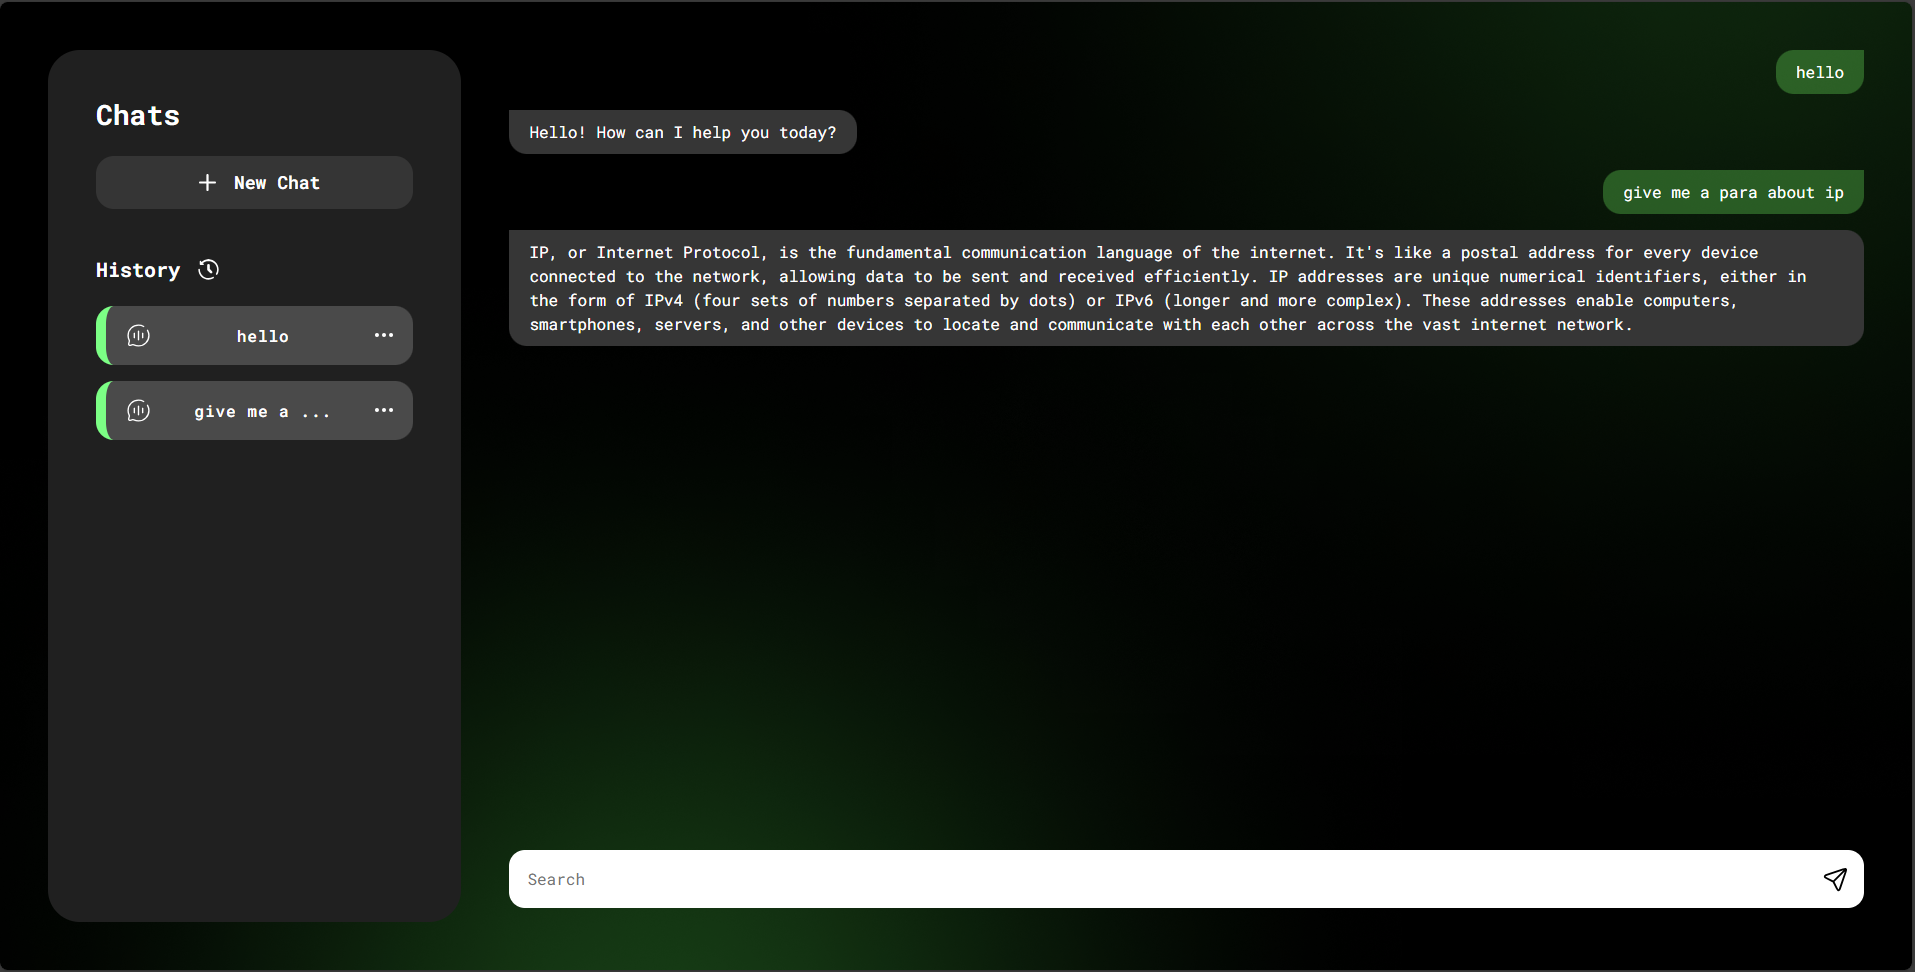 Chats
New Chat
History
hello
give me a ...
hello
Hello! How can I help you today?
give me a para about ip
IP, or Internet Protocol, is the fundamental communication language of the internet. It's like a postal address for every device
connected to the network, allowing data to be sent and received efficiently. IP addresses are unique numerical identifiers, either in
the form of IPv4 (four sets of numbers separated by dots) or IPv6 (longer and more complex). These addresses enable computers,
smartphones, servers, and other devices to locate and communicate with each other across the vast internet network.
Search